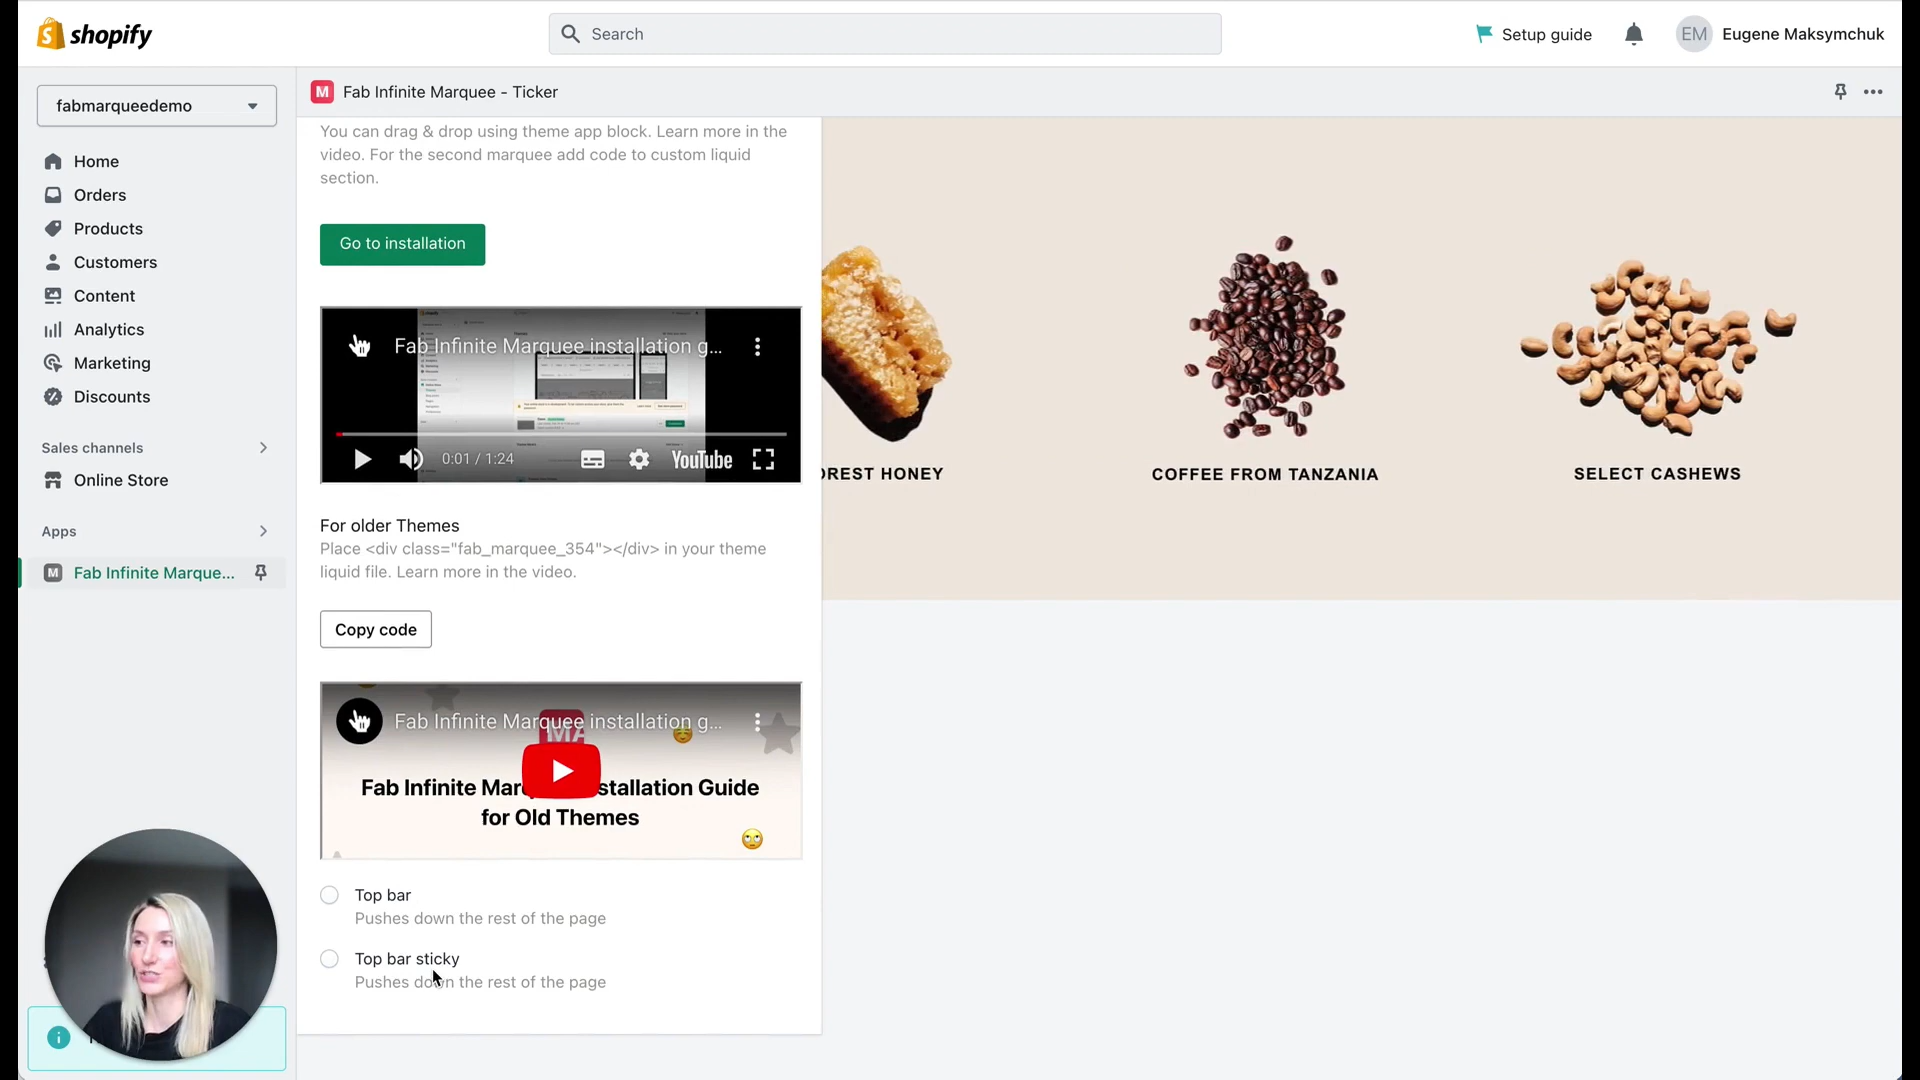 shopify
Search
Setup guide
EM
Eugene Maksymchuk
fabmarqueedemo
M
Fab Infinite Marquee - Ticker
Home
Orders
Products
Customers
Content
Analytics
Marketing
Discounts
Sales channels
Online Store
Apps
M
Fab Infinite Marque...
You can drag & drop using theme app block. Learn more in the
video. For the second marquee add code to custom liquid
section.
Go to installation
Fab Infinite Marquee installation g...
0:01 / 1:24
YouTube
For older Themes
Place <div class="fab_marquee_354"></div> in your theme
liquid file. Learn more in the video.
Copy code
Fab Infinite Marquee installation g...
MA
Fab Infinite Mar stallation Guide
for Old Themes
Top bar
Pushes down the rest of the page
Top bar sticky
Pushes down the rest of the page
OREST HONEY
COFFEE FROM TANZANIA
SELECT CASHEWS